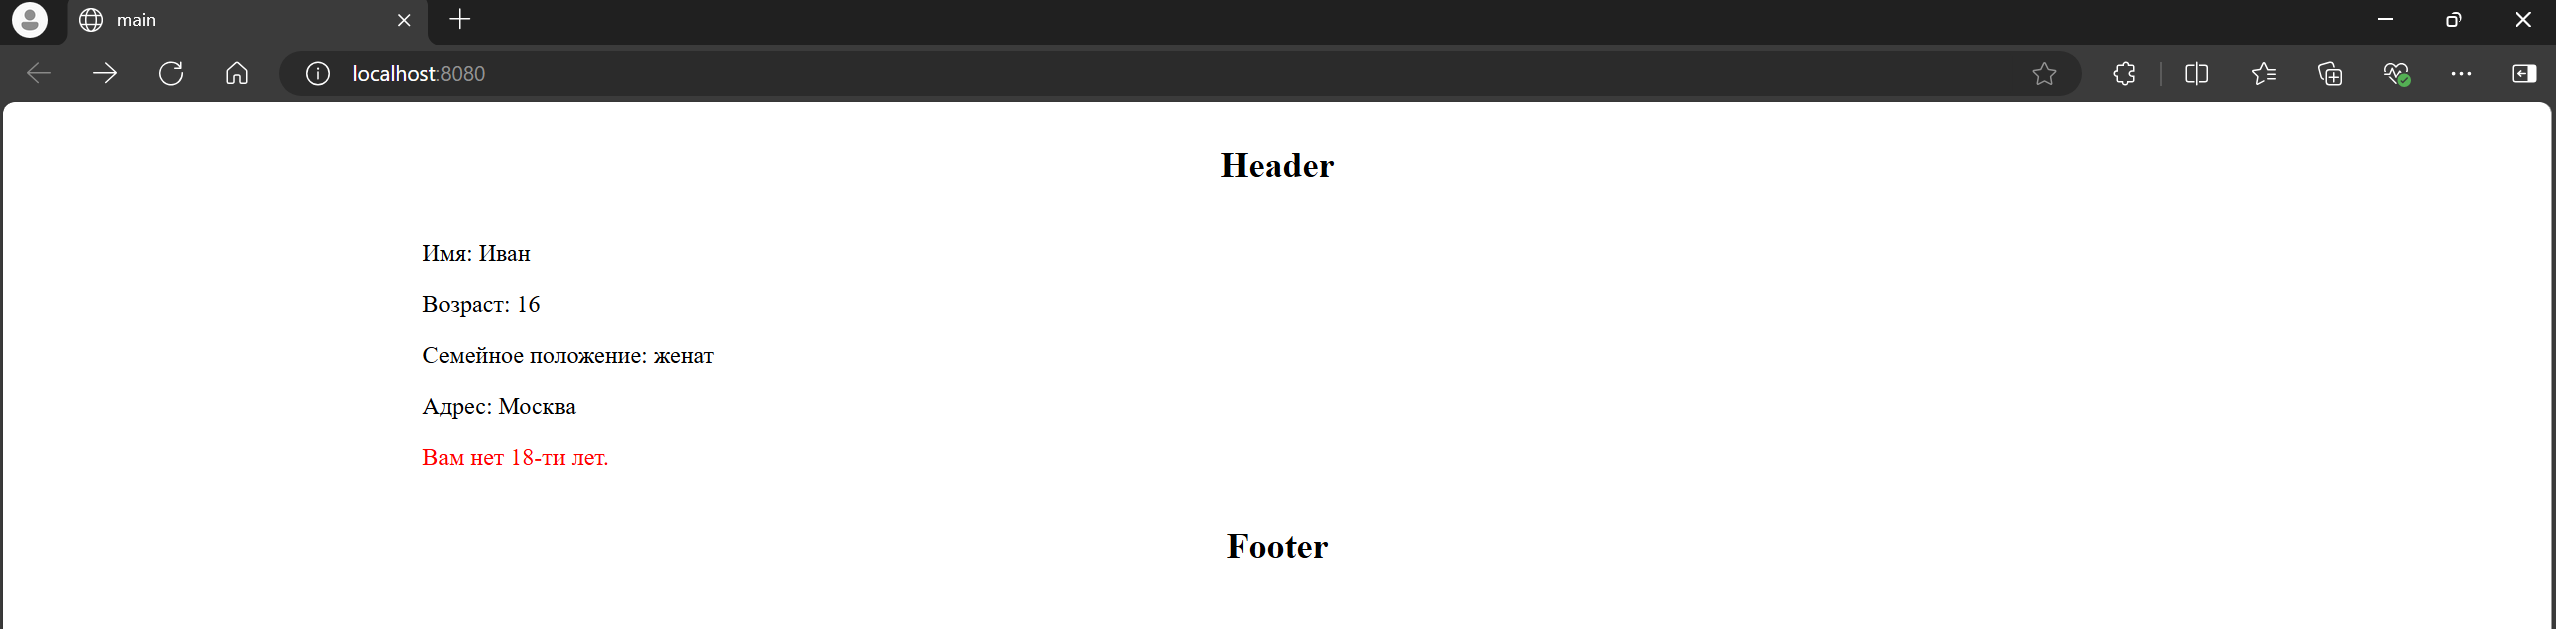 main
localhost:8080
Header
Имя: Иван
Возраст: 16
Семейное положение: женат
Адрес: Москва
Вам нет 18-ти лет.
Footer